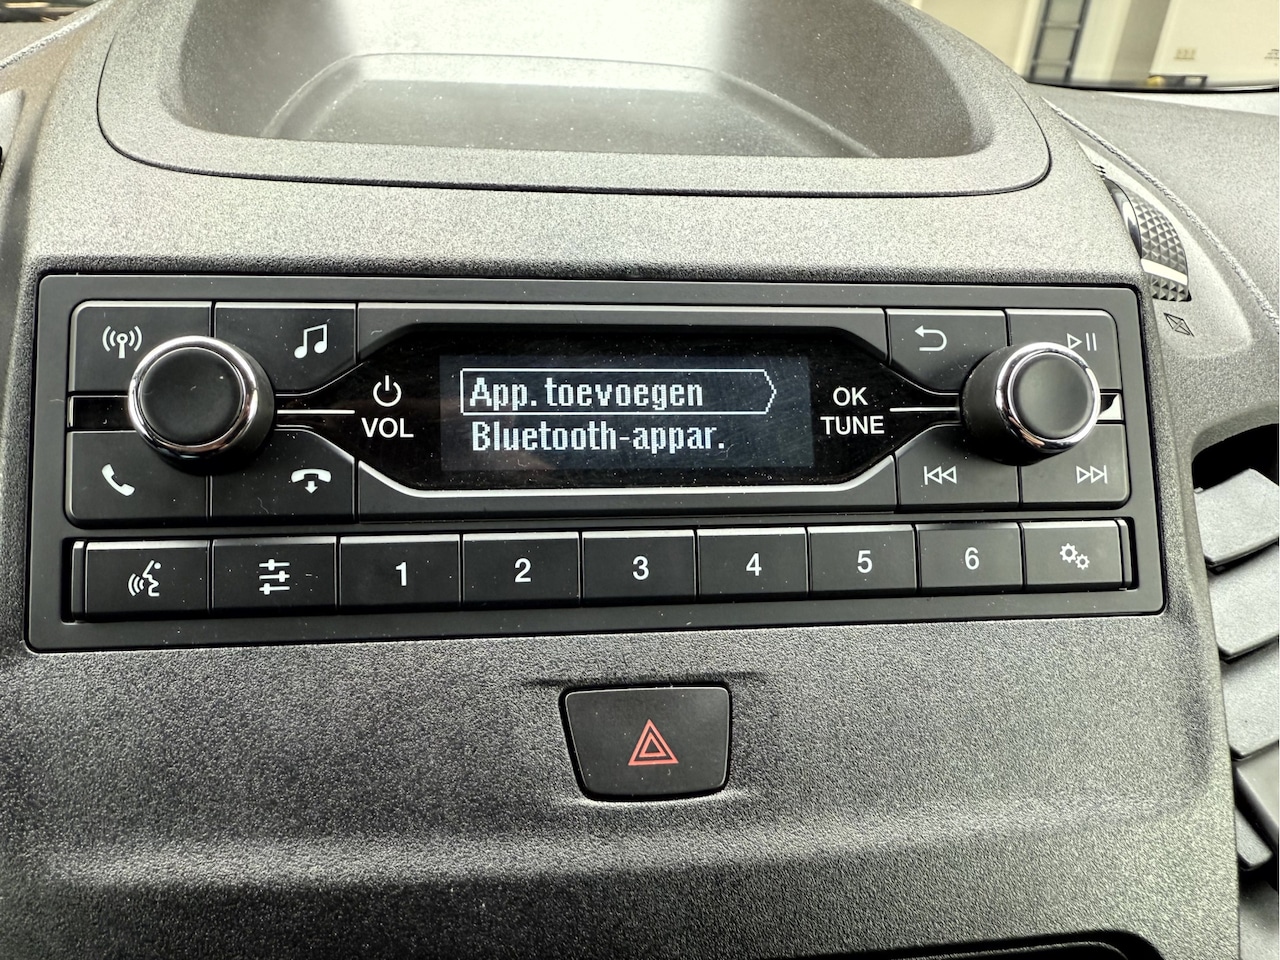 App. toevoegen
Bluetooth-appar.
VOL
OK
TUNE
1 2 3 4 5 6